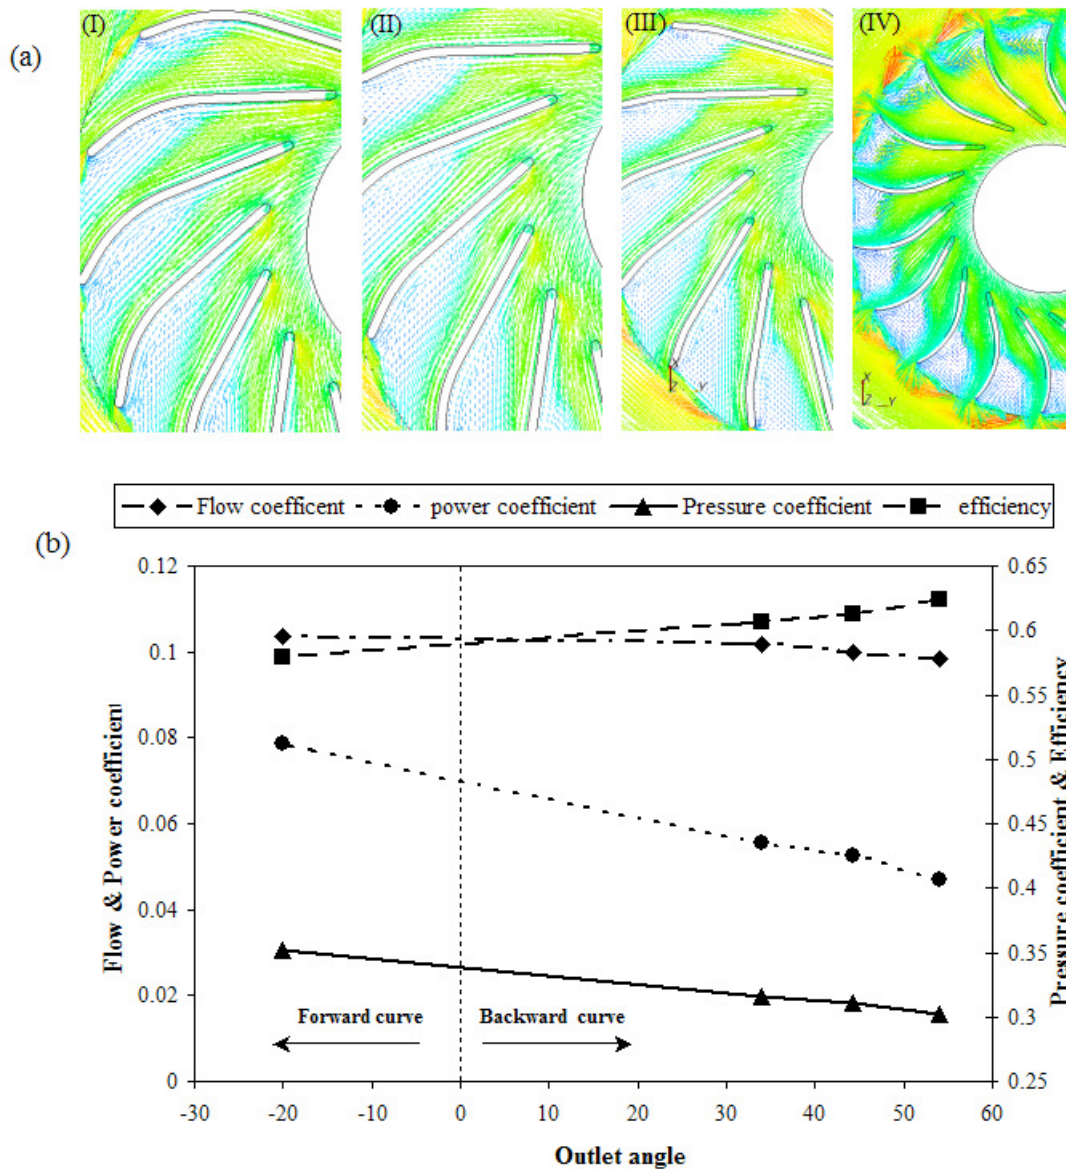 (a)
(I) (II) (III) (IV)
X
Z Y
X
Z Y
Flow coefficent power coefficient Pressure coefficient efficiency
(b)
0.12
0.1
0.08
0.06
0.04
0.02
0
Flow & Power coefficient
0.65
0.6
0.55
0.5
0.45
0.4
0.35
0.3
0.25
Pressure coefficient & Efficiency
Forward curve Backward curve
-30 -20 -10 0 10 20 30 40 50 60
Outlet angle